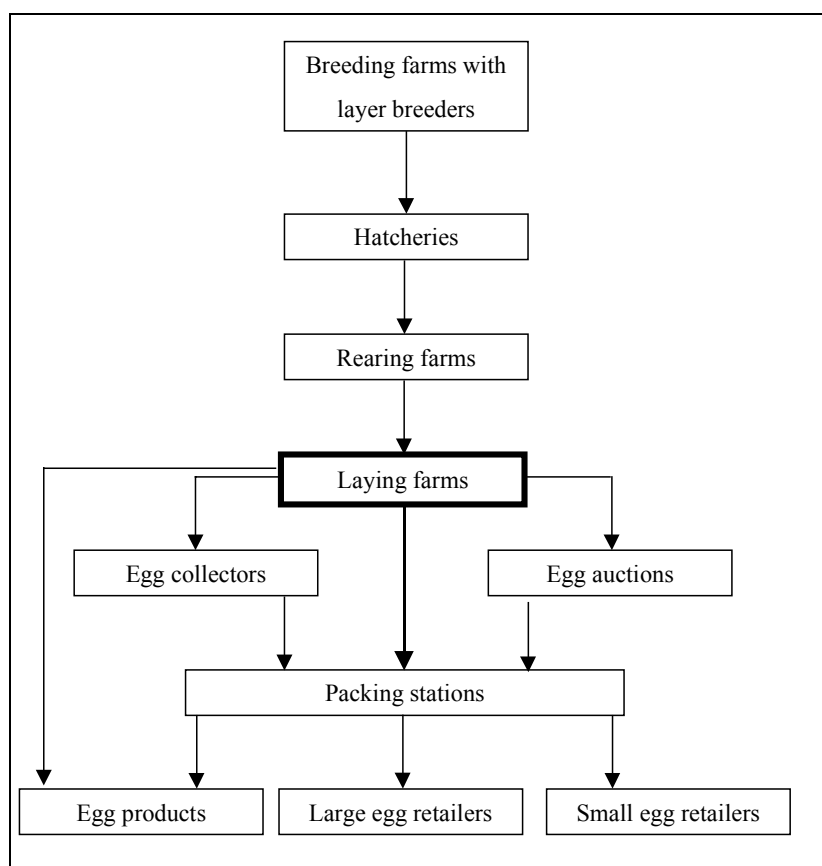 Breeding farms with
layer breeders
Hatcheries
Rearing farms
Laying farms
Egg collectors
Egg auctions
Packing stations
Egg products
Large egg retailers
Small egg retailers